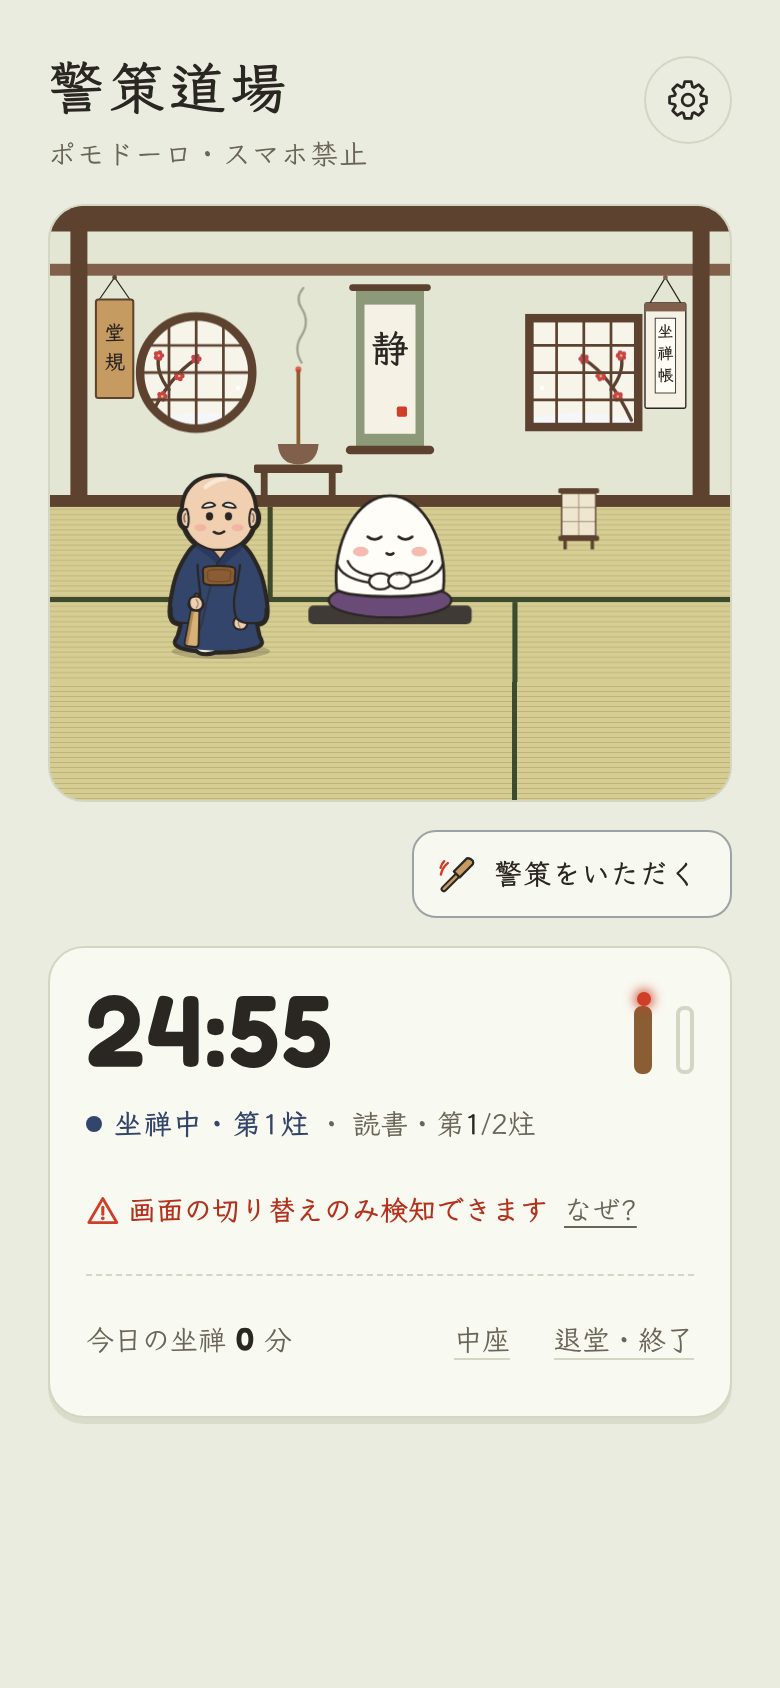 警策道場
ポモドーロ・スマホ禁止
堂規
静
坐禅帳
警策をいただく
24:55
坐禅中・第1炷 ・ 読書・第1/2炷
画面の切り替えのみ検知できます なぜ?
今日の坐禅 0 分 中座 退堂・終了